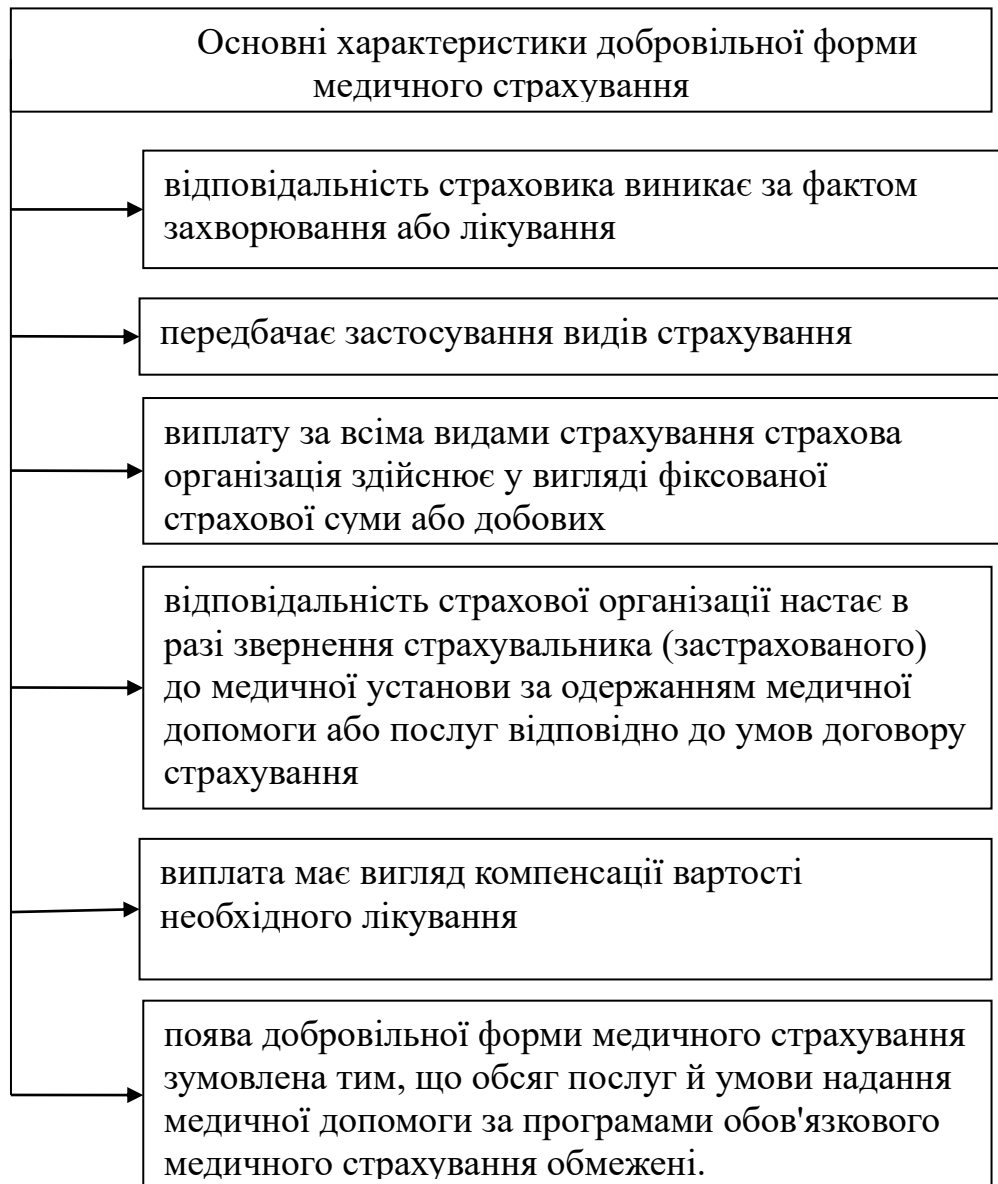 Основні характеристики добровільної форми
медичного страхування
відповідальність страховика виникає за фактом
захворювання або лікування
передбачає застосування видів страхування
виплату за всіма видами страхування страхова
організація здійснює у вигляді фіксованої
страхової суми або добових
відповідальність страхової організації настає в
разі звернення страхувальника (застрахованого)
до медичної установи за одержанням медичної
допомоги або послуг відповідно до умов договору
страхування
виплата має вигляд компенсації вартості
необхідного лікування
поява добровільної форми медичного страхування
зумовлена тим, що обсяг послуг й умови надання
медичної допомоги за програмами обов'язкового
медичного страхування обмежені.